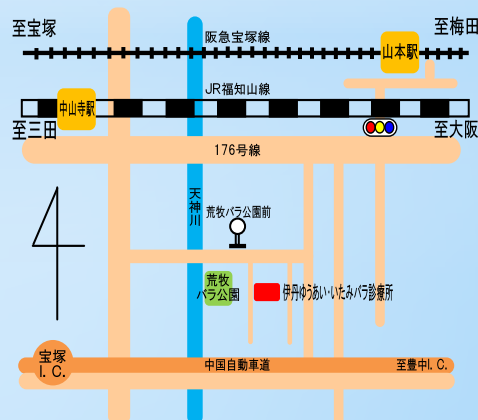 至宝塚
阪急宝塚線
至梅田
山本駅
JR福知山線
中山寺駅
至三田
至大阪
176号線
天神川
荒牧バラ公園前
荒牧
バラ公園
伊丹ゆうあい・いたみバラ診療所
宝塚
I.C.
中国自動車道
至豊中I.C.